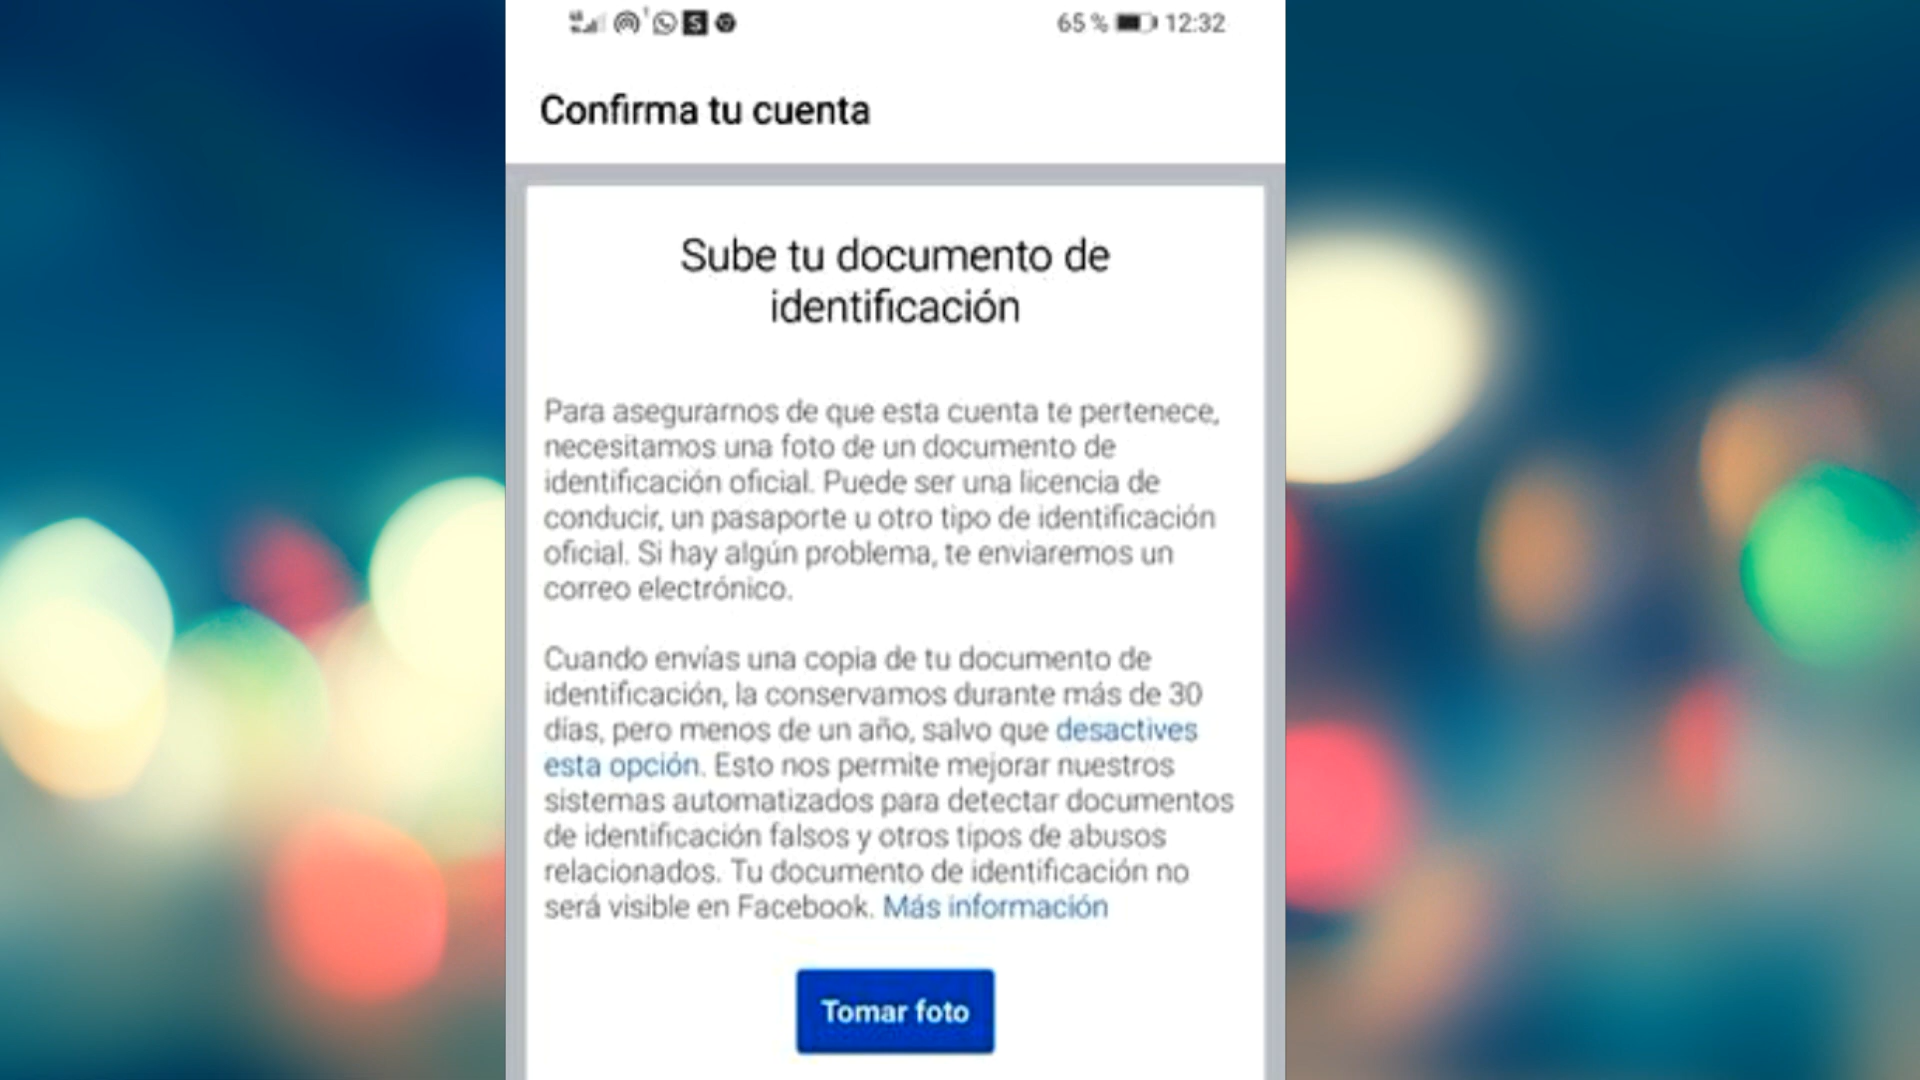 65 % 12:32
Confirma tu cuenta
Sube tu documento de
identificación
Para asegurarnos de que esta cuenta te pertenece,
necesitamos una foto de un documento de
identificación oficial. Puede ser una licencia de
conducir, un pasaporte u otro tipo de identificación
oficial. Si hay algún problema, te enviaremos un
correo electrónico.
Cuando envías una copia de tu documento de
identificación, la conservamos durante más de 30
días, pero menos de un año, salvo que desactives
esta opción. Esto nos permite mejorar nuestros
sistemas automatizados para detectar documentos
de identificación falsos y otros tipos de abusos
relacionados. Tu documento de identificación no
será visible en Facebook. Más información
Tomar foto